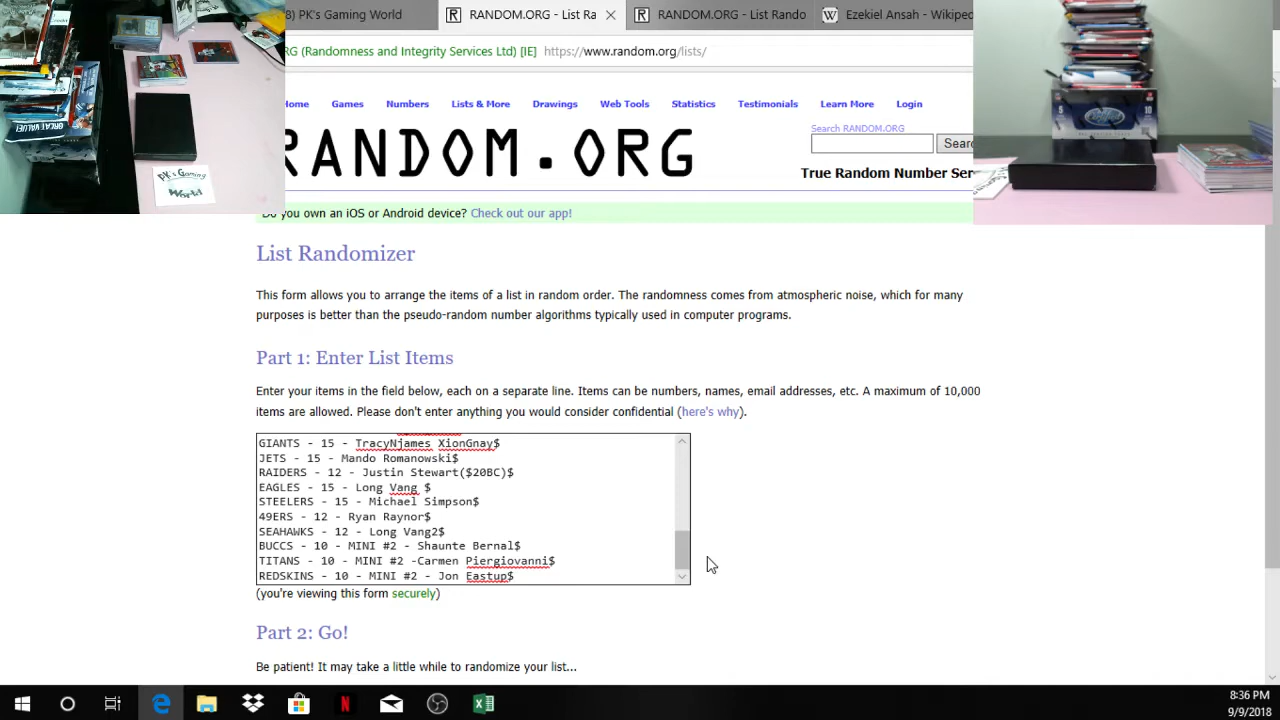 8) PK's Gaming World
RANDOM.ORG - List Ra
RANDOM.ORG - List Rando
Ezekiel Ansah - Wikiped
RG (Randomness and Integrity Services Ltd) [IE] https://www.random.org/lists/
Home Games Numbers Lists & More Drawings Web Tools Statistics Testimonials Learn More Login
Search RANDOM.ORG
Searc
RANDOM.ORG
True Random Number Ser
Do you own an iOS or Android device? Check out our app!
List Randomizer
This form allows you to arrange the items of a list in random order. The randomness comes from atmospheric noise, which for many
purposes is better than the pseudo-random number algorithms typically used in computer programs.
Part 1: Enter List Items
Enter your items in the field below, each on a separate line. Items can be numbers, names, email addresses, etc. A maximum of 10,000
items are allowed. Please don't enter anything you would consider confidential (here's why).
GIANTS - 15 - TracyNjames XionGnay$
JETS - 15 - Mando Romanowski$
RAIDERS - 12 - Justin Stewart($20BC)$
EAGLES - 15 - Long Vang $
STEELERS - 15 - Michael Simpson$
49ERS - 12 - Ryan Raynor$
SEAHAWKS - 12 - Long Vang2$
BUCCS - 10 - MINI #2 - Shaunte Bernal$
TITANS - 10 - MINI #2 -Carmen Piergiovanni$
REDSKINS - 10 - MINI #2 - Jon Eastup$
(you're viewing this form securely)
Part 2: Go!
Be patient! It may take a little while to randomize your list...
8:36 PM
9/9/2018
GREAT VALUE!
PK's Gaming
World